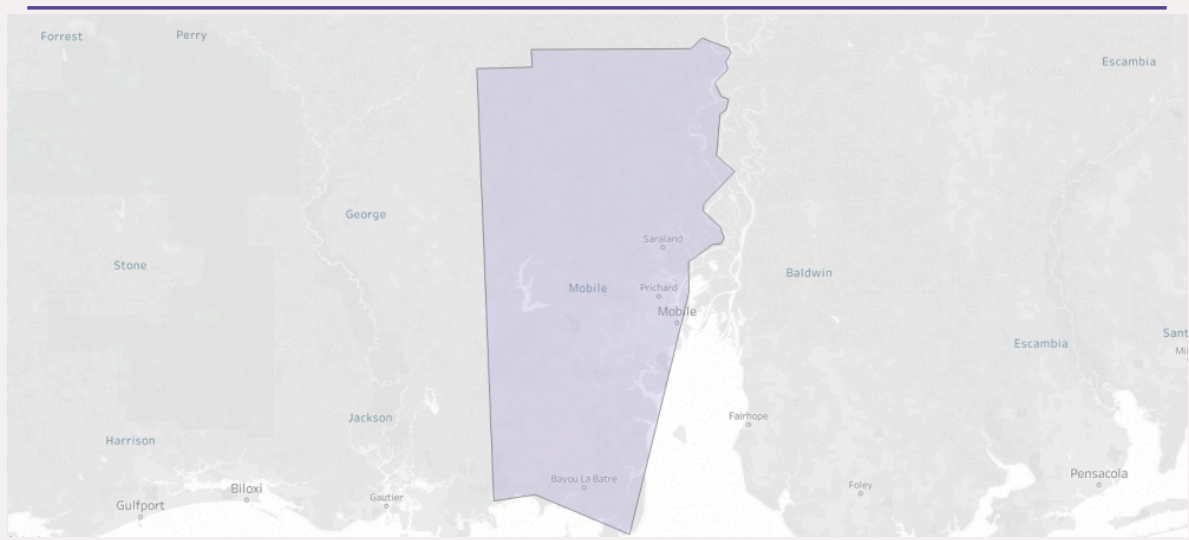 Forrest
Perry
Escambia
George
Saraland
Stone
Baldwin
Mobile
Prichard
Mobile
Escambia
Jackson
Fairhope
Harrison
Pensacola
Bayou La Batre
Biloxi
Foley
Gautier
Gulfport